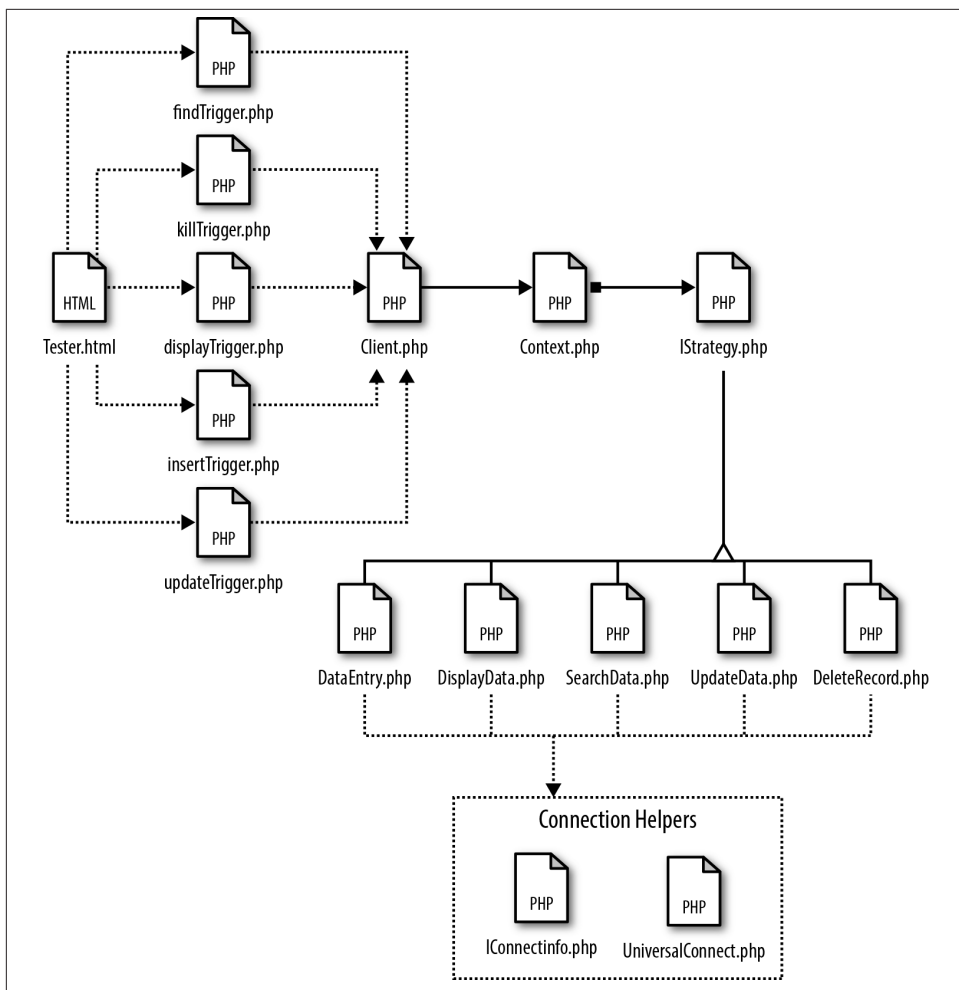 PHP
findTrigger.php
PHP
killTrigger.php
HTML
Tester.html
PHP
displayTrigger.php
PHP
Client.php
PHP
Context.php
PHP
IStrategy.php
PHP
insertTrigger.php
PHP
updateTrigger.php
PHP
DataEntry.php
PHP
DisplayData.php
PHP
SearchData.php
PHP
UpdateData.php
PHP
DeleteRecord.php
Connection Helpers
PHP
IConnectinfo.php
PHP
UniversalConnect.php